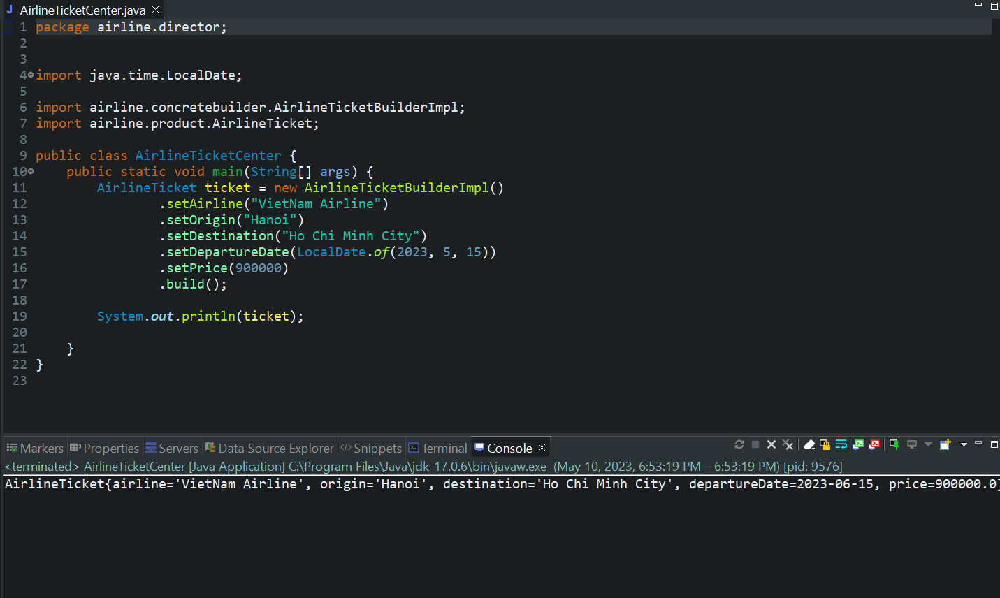 AirlineTicketCenter.java
1 package airline.director;
2
3
4 import java.time.LocalDate;
5
6 import airline.concretebuilder.AirlineTicketBuilderImpl;
7 import airline.product.AirlineTicket;
8
9 public class AirlineTicketCenter {
10     public static void main(String[] args) {
11         AirlineTicket ticket = new AirlineTicketBuilderImpl()
12                 .setAirline("VietNam Airline")
13                 .setOrigin("Hanoi")
14                 .setDestination("Ho Chi Minh City")
15                 .setDepartureDate(LocalDate.of(2023, 5, 15))
16                 .setPrice(900000)
17                 .build();
18
19         System.out.println(ticket);
20
21     }
22 }
23
Markers Properties Servers Data Source Explorer Snippets Terminal Console
<terminated> AirlineTicketCenter [Java Application] C:\Program Files\Java\jdk-17.0.6\bin\javaw.exe (May 10, 2023, 6:53:19 PM – 6:53:19 PM) [pid: 9576]
AirlineTicket{airline='VietNam Airline', origin='Hanoi', destination='Ho Chi Minh City', departureDate=2023-06-15, price=900000.0}